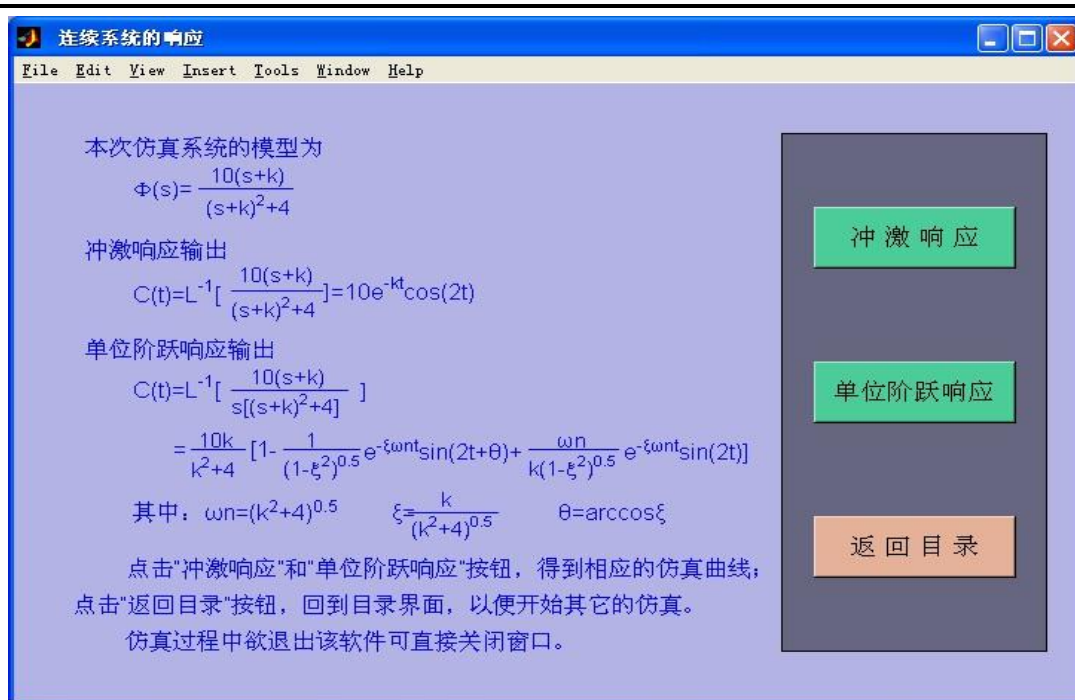 连续系统的响应
File Edit View Insert Tools Window Help
本次仿真系统的模型为
Φ(s)= 10(s+k) / (s+k)²+4
冲激响应输出
C(t)=L⁻¹[ 10(s+k) / (s+k)²+4 ]=10e⁻ᵏᵗcos(2t)
单位阶跃响应输出
C(t)=L⁻¹[ 10(s+k) / s[(s+k)²+4] ]
= 10k / k²+4 [1- 1 / (1-ξ²)^0.5 e^-ξωnt sin(2t+θ)+ ωn / k(1-ξ²)^0.5 e^-ξωnt sin(2t)]
其中：ωn=(k²+4)^0.5 ξ= k / (k²+4)^0.5 θ=arccosξ
点击"冲激响应"和"单位阶跃响应"按钮，得到相应的仿真曲线；
点击"返回目录"按钮，回到目录界面，以便开始其它的仿真。
仿真过程中欲退出该软件可直接关闭窗口。
冲激响应
单位阶跃响应
返回目录